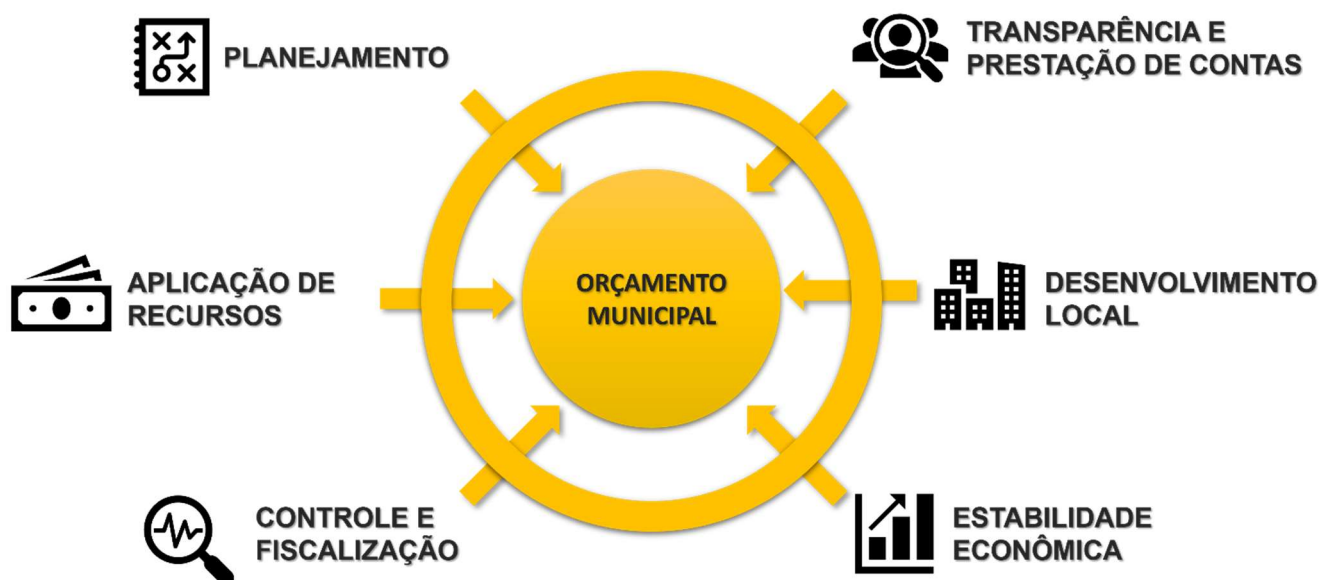 PLANEJAMENTO
TRANSPARÊNCIA E
PRESTAÇÃO DE CONTAS
APLICAÇÃO DE
RECURSOS
ORÇAMENTO
MUNICIPAL
DESENVOLVIMENTO
LOCAL
CONTROLE E
FISCALIZAÇÃO
ESTABILIDADE
ECONÔMICA